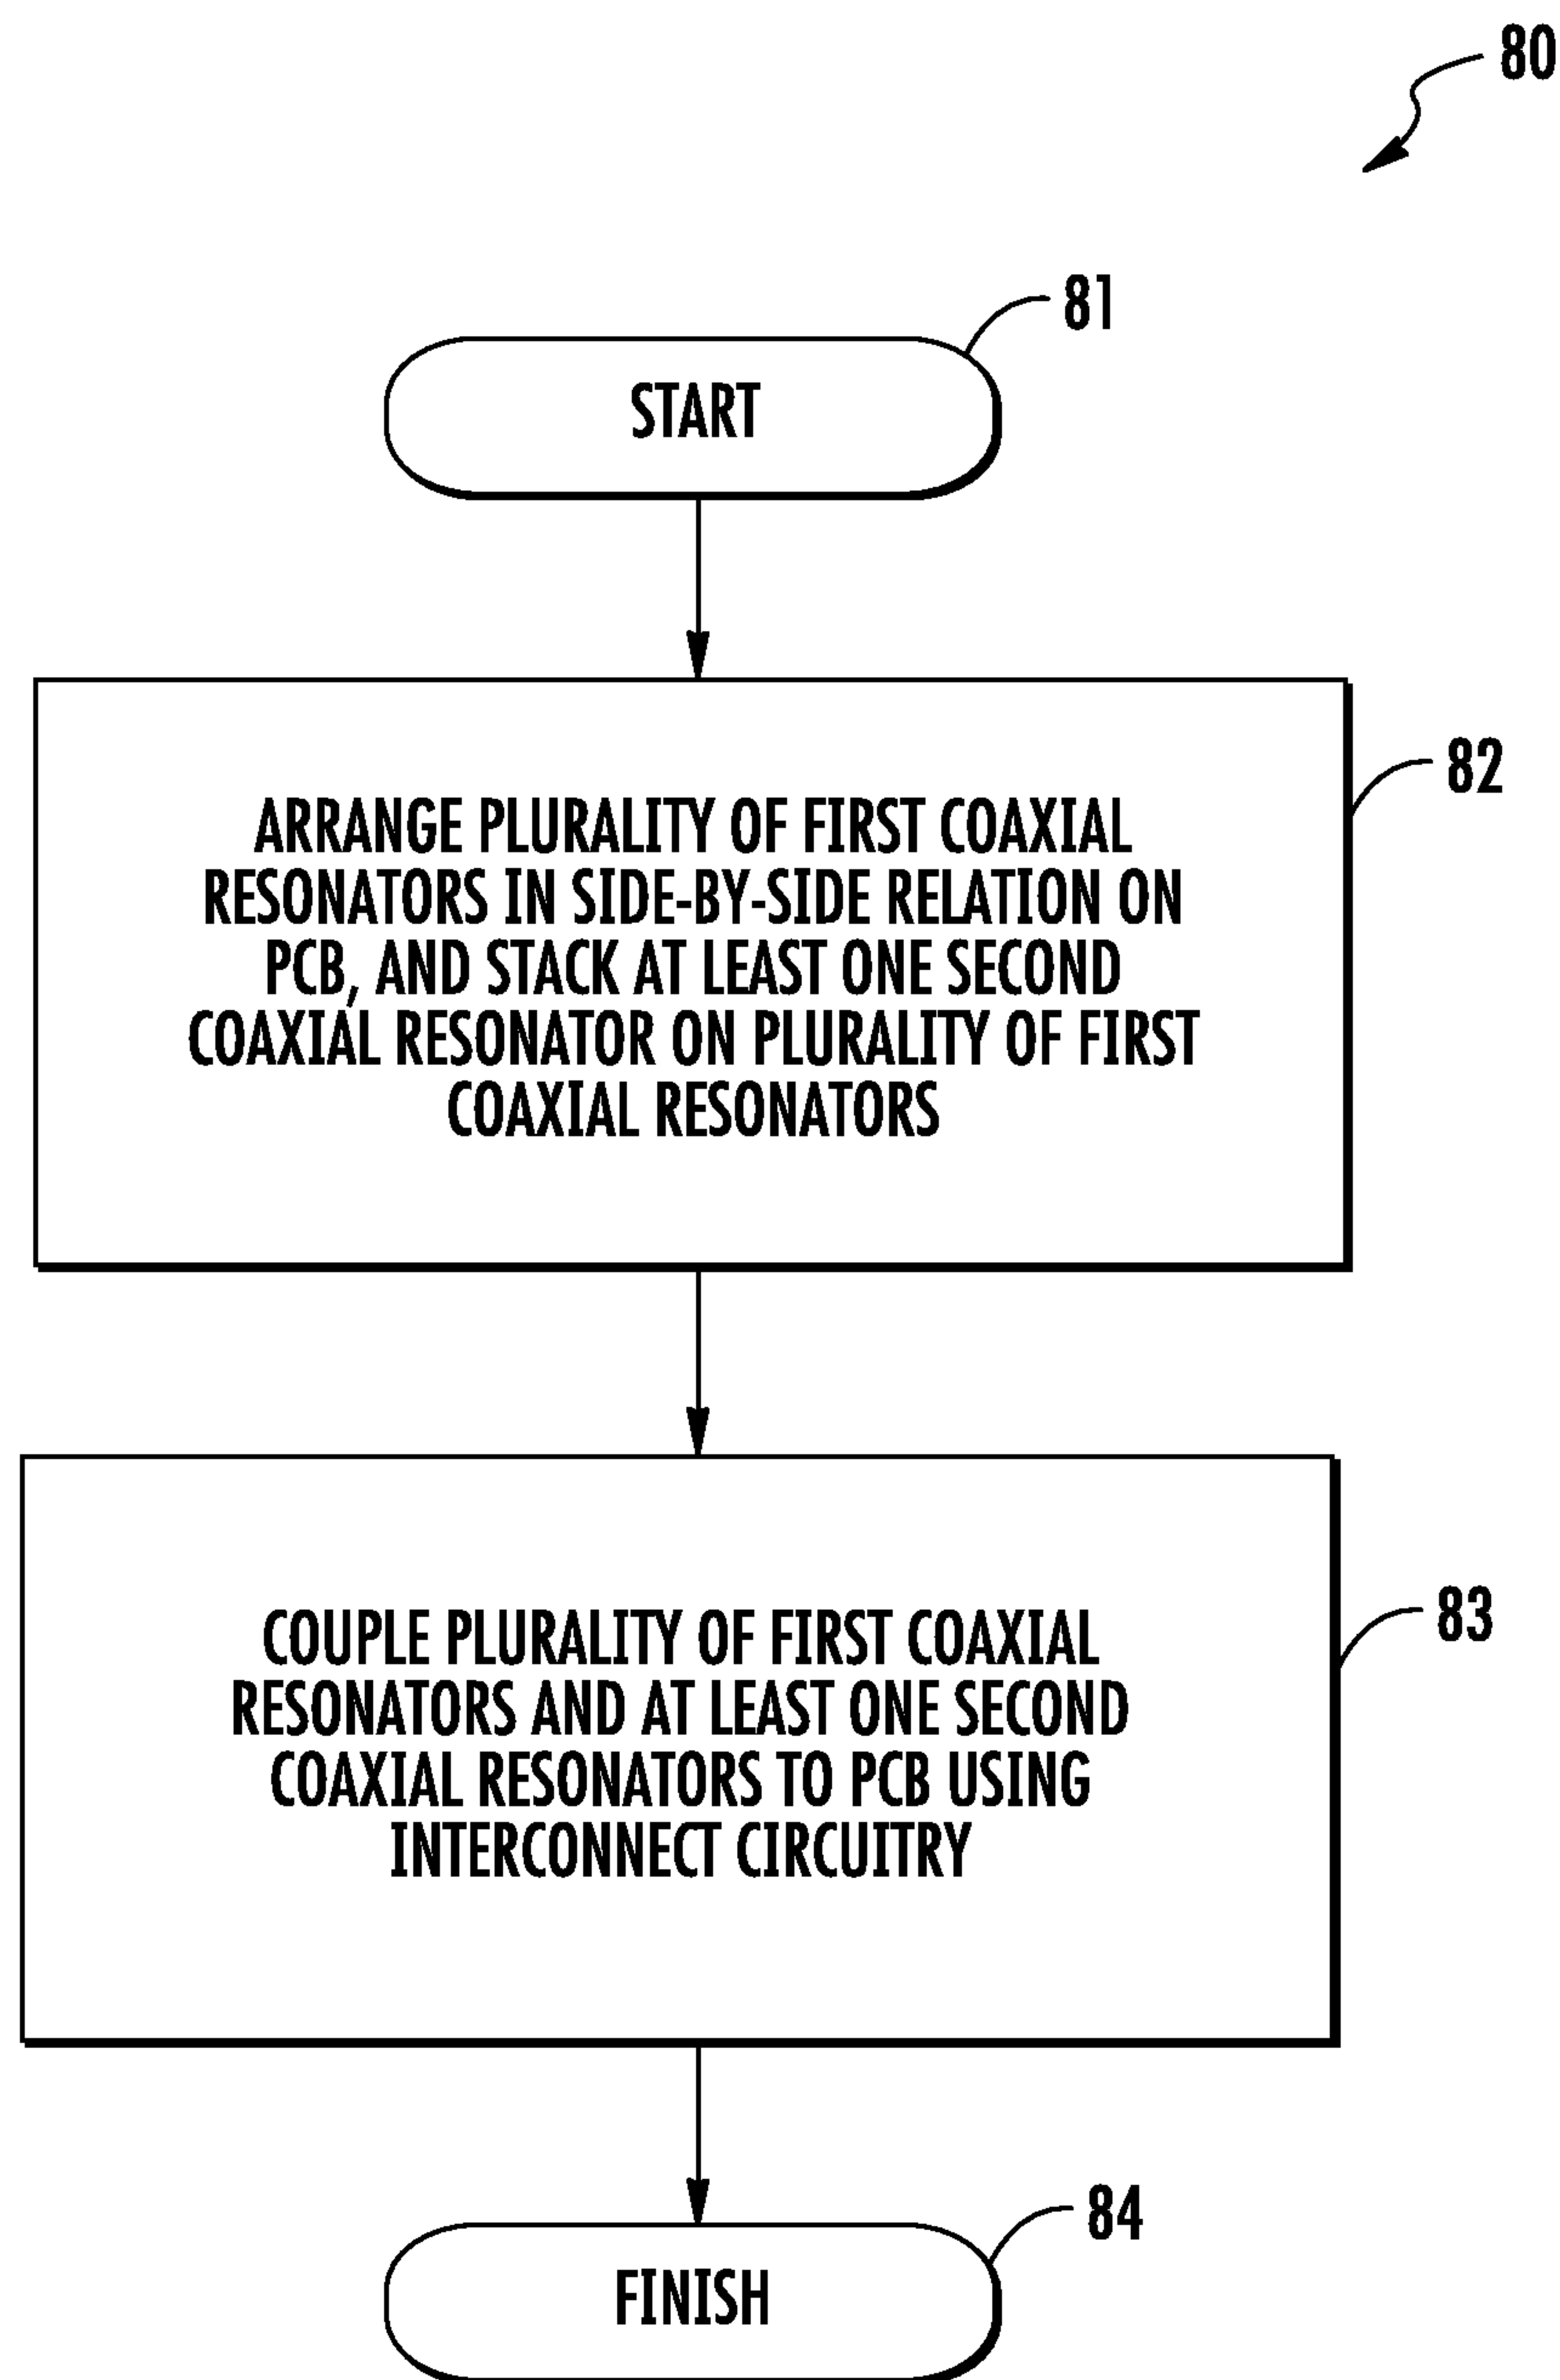 80
81
START
82
ARRANGE PLURALITY OF FIRST COAXIAL
RESONATORS IN SIDE-BY-SIDE RELATION ON
PCB, AND STACK AT LEAST ONE SECOND
COAXIAL RESONATOR ON PLURALITY OF FIRST
COAXIAL RESONATORS
83
COUPLE PLURALITY OF FIRST COAXIAL
RESONATORS AND AT LEAST ONE SECOND
COAXIAL RESONATORS TO PCB USING
INTERCONNECT CIRCUITRY
84
FINISH